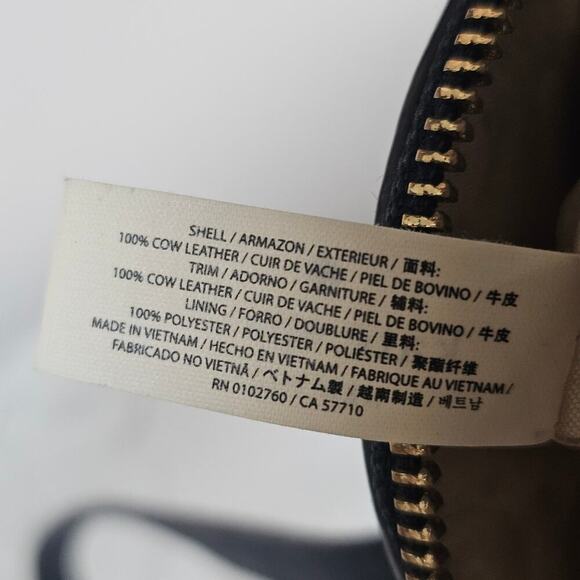 SHELL / ARMAZON / EXTERIEUR / 面料:
100% COW LEATHER / CUIR DE VACHE / PIEL DE BOVINO / 牛皮
TRIM / ADORNO / GARNITURE / 辅料:
100% COW LEATHER / CUIR DE VACHE / PIEL DE BOVINO / 牛皮
LINING / FORRO / DOUBLURE / 里料:
100% POLYESTER / POLYESTER / POLIÉSTER / 聚酯纤维
MADE IN VIETNAM / HECHO EN VIETNAM / FABRIQUE AU VIETNAM /
FABRICADO NO VIETNÃ / ベトナム製 / 越南制造 / 베트남
RN 0102760 / CA 57710